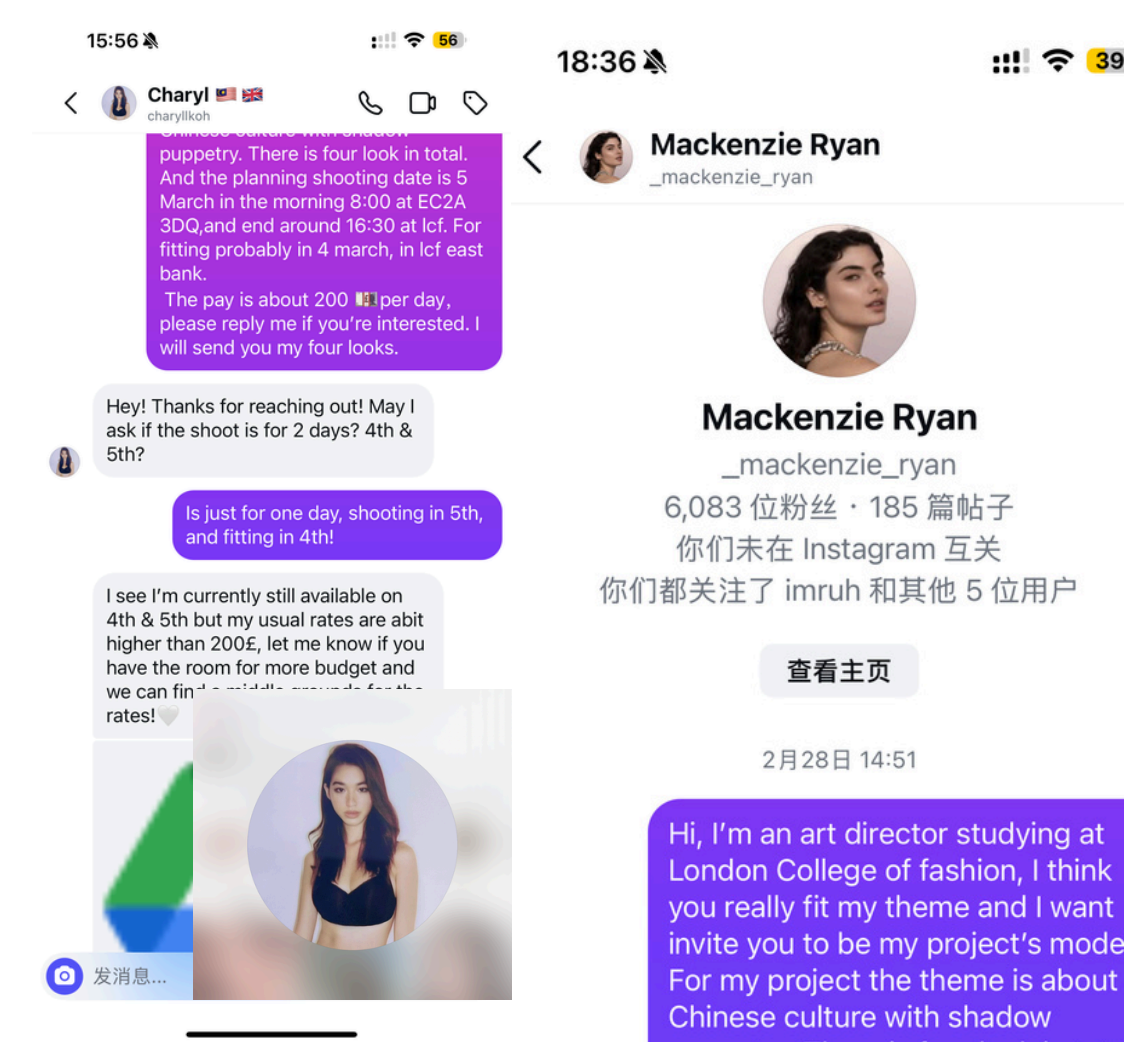 15:56
56
Charyl 🇲🇾 🇬🇧
charyllkoh
puppetry. There is four look in total.
And the planning shooting date is 5
March in the morning 8:00 at EC2A
3DQ,and end around 16:30 at lcf. For
fitting probably in 4 march, in lcf east
bank.
The pay is about 200 💷per day,
please reply me if you're interested. I
will send you my four looks.
Hey! Thanks for reaching out! May I
ask if the shoot is for 2 days? 4th &
5th?
Is just for one day, shooting in 5th,
and fitting in 4th!
I see I'm currently still available on
4th & 5th but my usual rates are abit
higher than 200£, let me know if you
have the room for more budget and
we can find
rates!🤍
发消息...
18:36
39
Mackenzie Ryan
_mackenzie_ryan
Mackenzie Ryan
_mackenzie_ryan
6,083 位粉丝 · 185 篇帖子
你们未在 Instagram 互关
你们都关注了 imruh 和其他 5 位用户
查看主页
2月28日 14:51
Hi, I'm an art director studying at
London College of fashion, I think
you really fit my theme and I want
invite you to be my project's mode
For my project the theme is about
Chinese culture with shadow